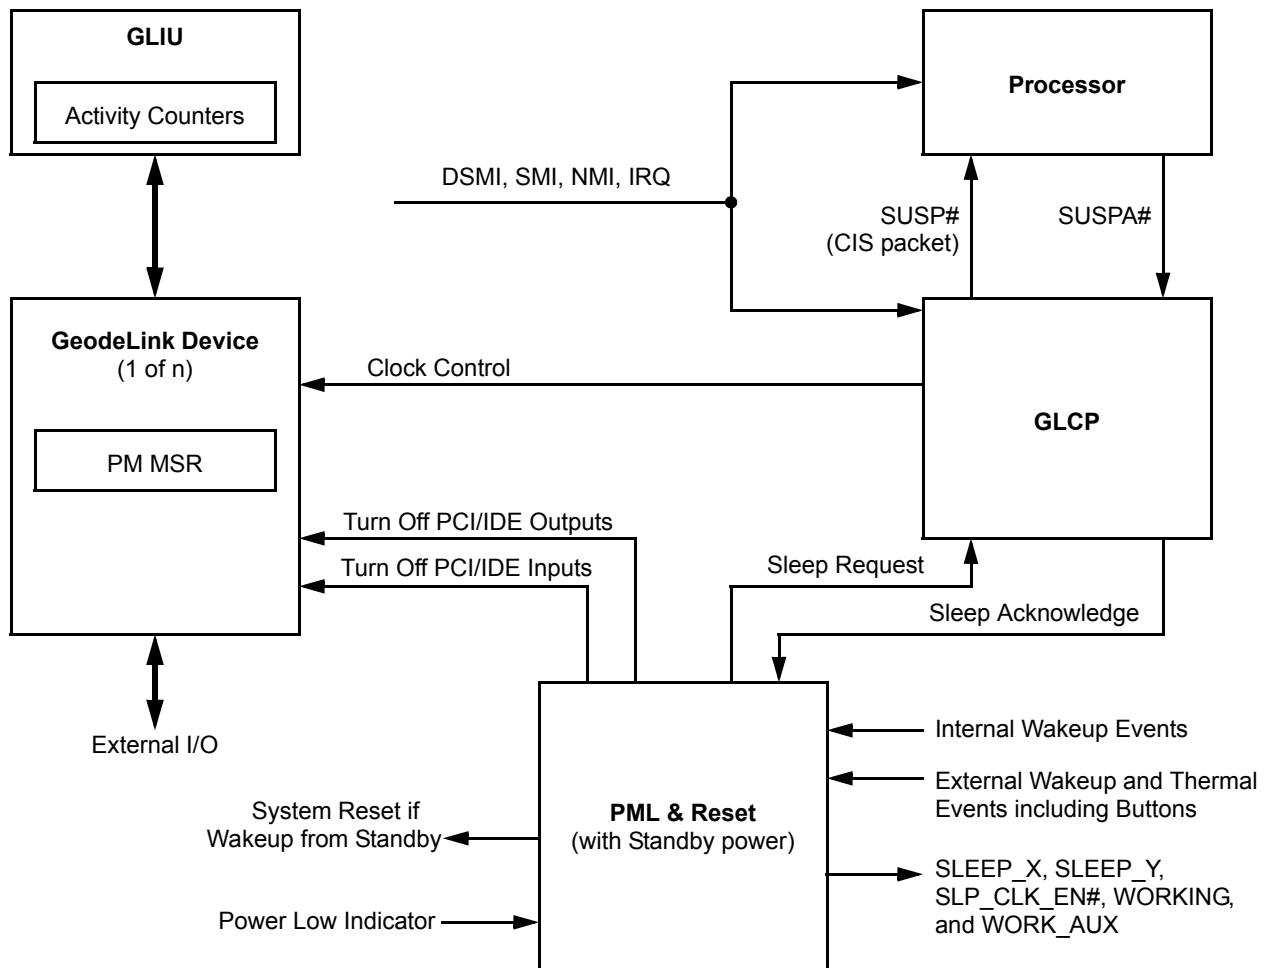 GLIU
Activity Counters
Processor
DSMI, SMI, NMI, IRQ
SUSP#
(CIS packet)
SUSPA#
GeodeLink Device
(1 of n)
PM MSR
Clock Control
GLCP
Turn Off PCI/IDE Outputs
Turn Off PCI/IDE Inputs
Sleep Request
Sleep Acknowledge
External I/O
PML & Reset
(with Standby power)
System Reset if
Wakeup from Standby
Power Low Indicator
Internal Wakeup Events
External Wakeup and Thermal
Events including Buttons
SLEEP_X, SLEEP_Y,
SLP_CLK_EN#, WORKING,
and WORK_AUX